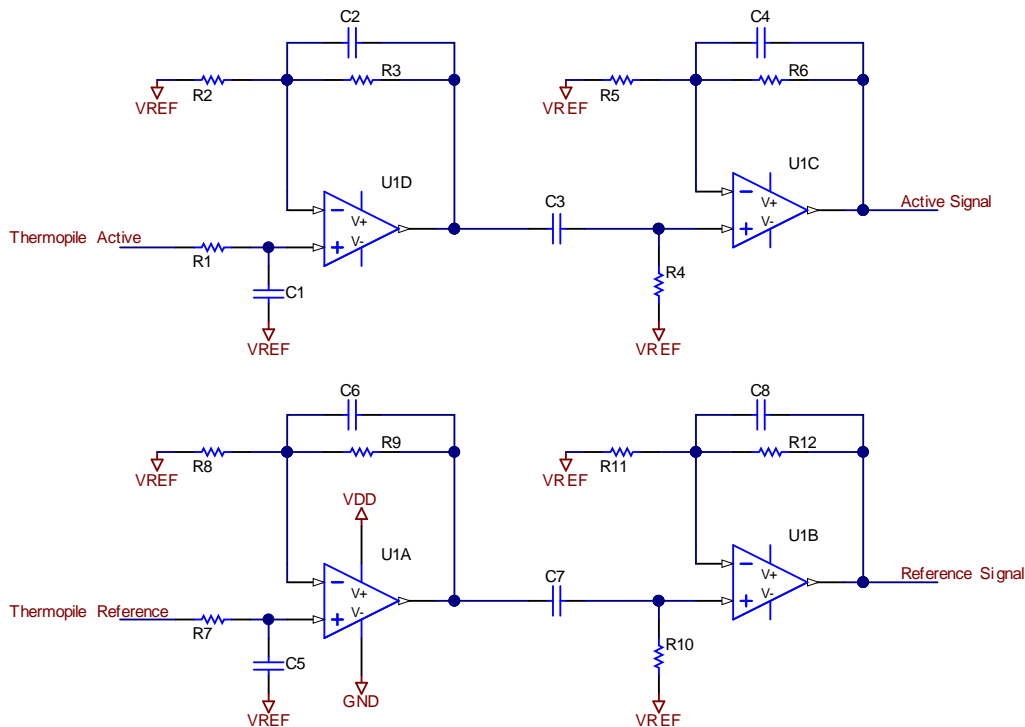 C2
C4
R3
R6
VREF
R2
VREF
R5
U1D
U1C
C3
V+
V-
V+
V-
Active Signal
Thermopile Active
R1
C1
R4
VREF
VREF
C6
C8
R9
R12
VREF
R8
VREF
R11
VDD
U1A
U1B
C7
V+
V-
V+
V-
Reference Signal
Thermopile Reference
R7
C5
R10
GND
VREF
VREF